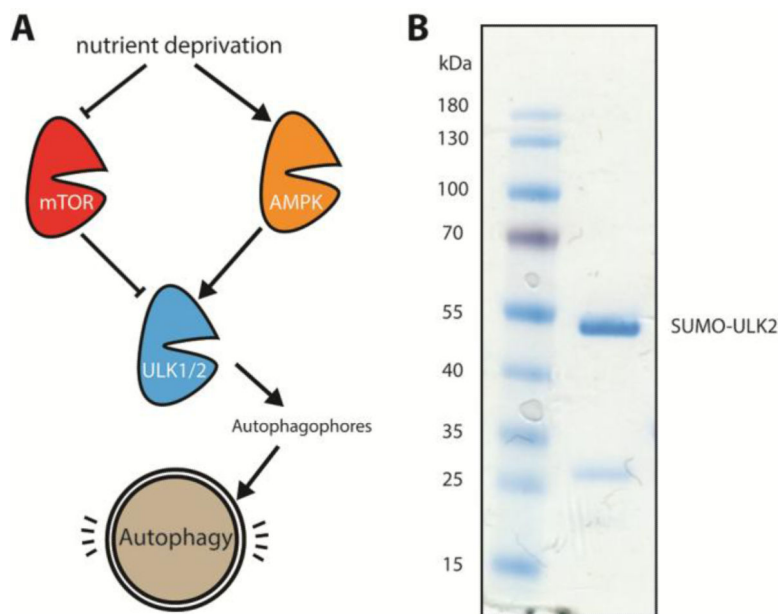 A
nutrient deprivation
mTOR
AMPK
ULK1/2
Autophagophores
Autophagy
B
kDa
180
130
100
70
55
SUMO-ULK2
40
35
25
15